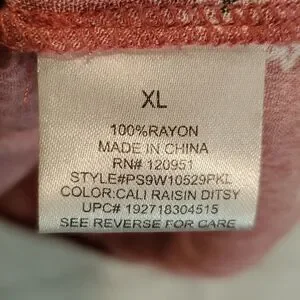 XL
100%RAYON
MADE IN CHINA
RN# 120951
STYLE#PS9W10529PKL
COLOR:CALI RAISIN DITSY
UPC# 192718304515
SEE REVERSE FOR CARE